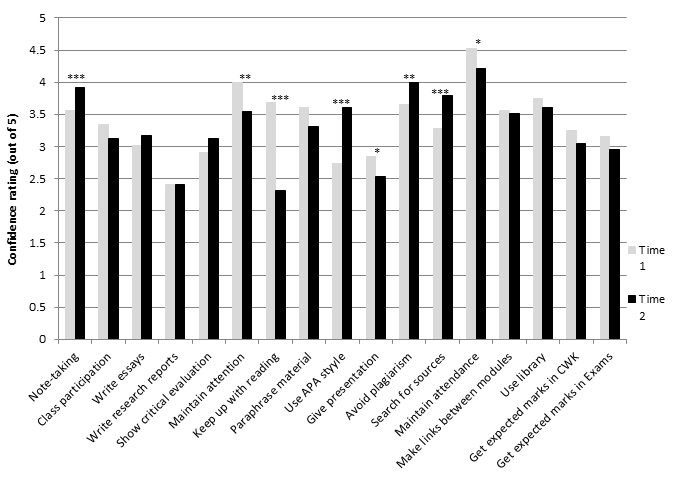 Confidence rating (out of 5)
5
4.5
4
3.5
3
2.5
2
1.5
1
0.5
0
***
**
***
***
*
**
***
*
Note-taking
Class participation
Write essays
Write research reports
Show critical evaluation
Maintain attention
Keep up with reading
Paraphrase material
Use APA styyle
Give presentation
Avoid plagiarism
Search for sources
Maintain attendance
Make links between modules
Use library
Get expected marks in CWK
Get expected marks in Exams
Time
1
Time
2